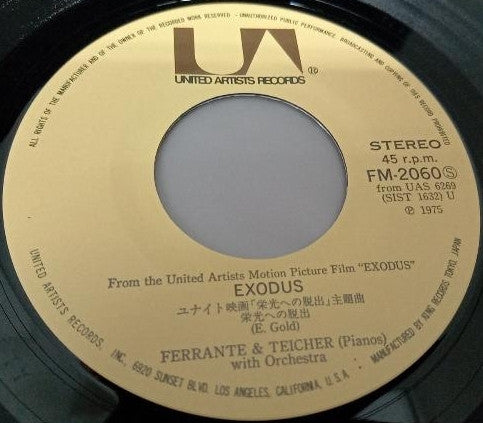 ALL RIGHTS OF THE MANUFACTURER AND OF THE OWNER OF THE RECORDED WORK RESERVED - UNAUTHORIZED PUBLIC PERFORMANCE, BROADCASTING AND COPYING OF THIS RECORD PROHIBITED
UA
UNITED ARTISTS RECORDS
STEREO
45 r.p.m.
FM-2060Ⓢ
from UAS 6269
(SIST 1632) U
Ⓟ 1975
From the United Artists Motion Picture Film "EXODUS"
EXODUS
ユナイト映画「栄光への脱出」主題曲
栄光への脱出
(E. Gold)
FERRANTE & TEICHER (Pianos)
with Orchestra
UNITED ARTISTS RECORDS, INC., 6920 SUNSET BLVD. LOS ANGELES, CALIFORNIA, U.S.A. MANUFACTURED BY KING RECORDS TOKYO, JAPAN